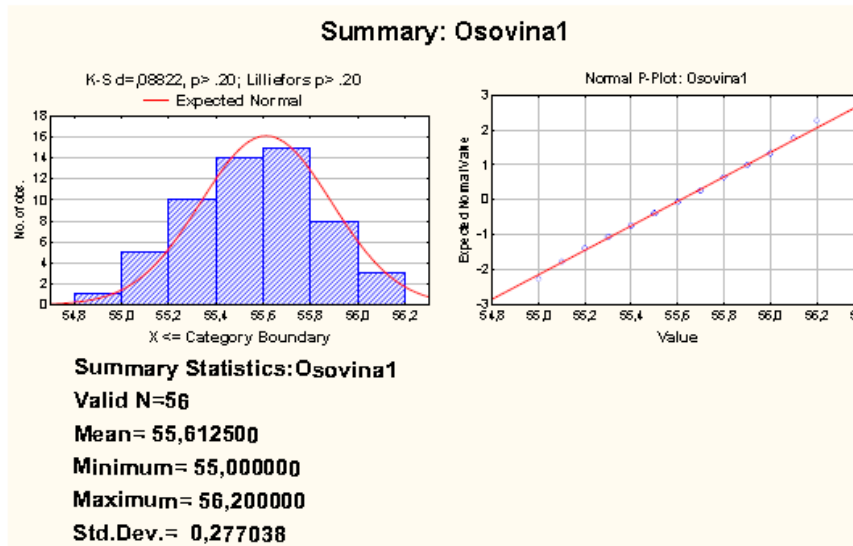 Summary: Osovina1
K-S d=,08822, p> .20; Lilliefors p> .20
Expected Normal
18
16
14
12
10
8
6
4
2
0
No. of obs.
54,8 55,0 55,2 55,4 55,6 55,8 56,0 56,2
X <= Category Boundary
Normal P-Plot: Osovina1
3
2
1
0
-1
-2
-3
Expected Normal Value
54,8 55,0 55,2 55,4 55,6 55,8 56,0 56,2
Value
Summary Statistics:Osovina1
Valid N=56
Mean= 55,612500
Minimum= 55,000000
Maximum= 56,200000
Std.Dev.= 0,277038